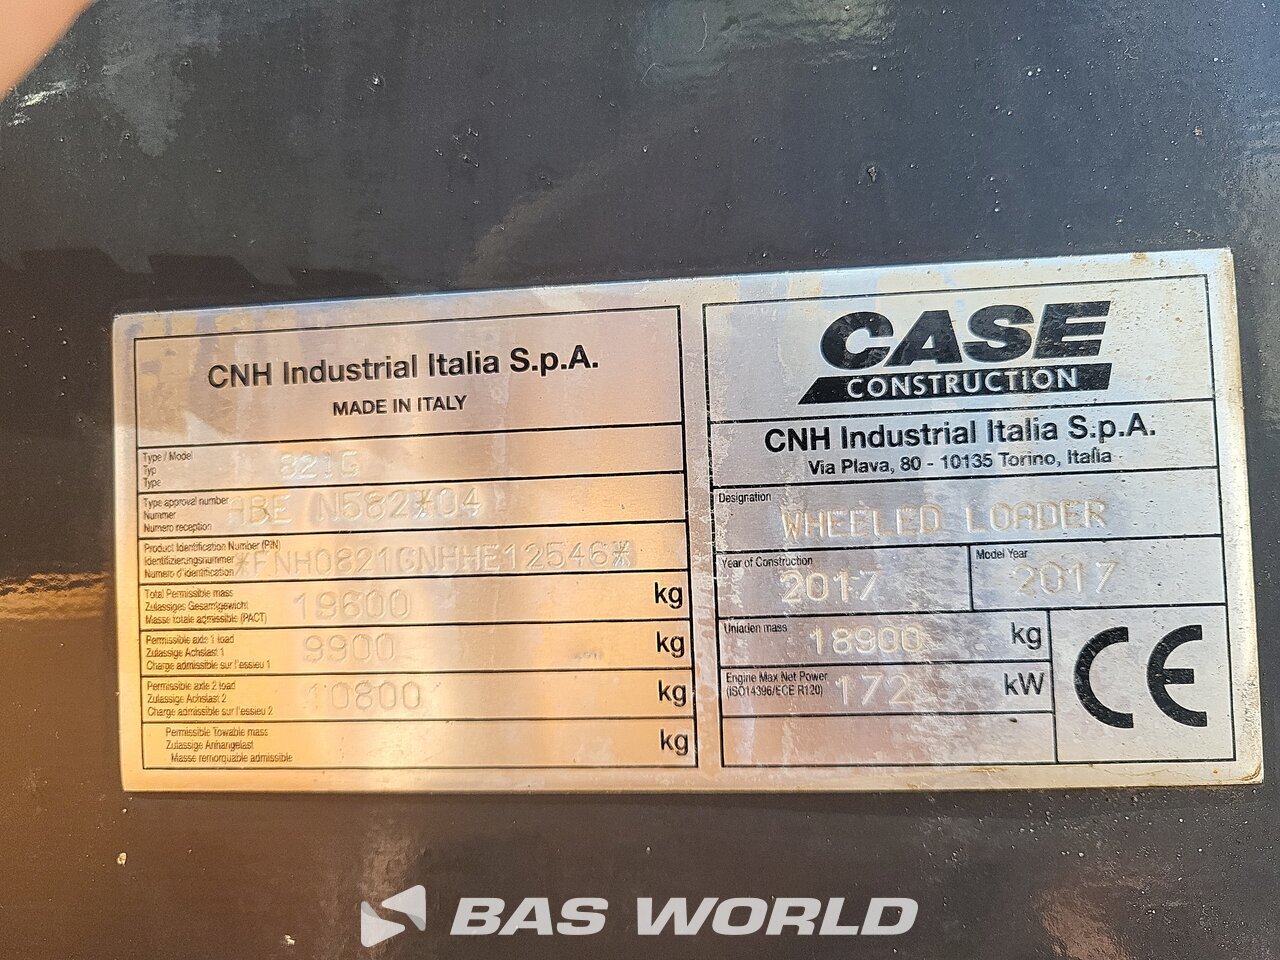 CNH Industrial Italia S.p.A.
MADE IN ITALY
Type / Model
Typ
Type
821G
Type approval number
Nummer
Numero reception
ABE N582*04
Product Identification Number (PIN)
Identifizierungsnummer
Numero d'identification
*FNH0821GNHHE12546*
Total Permissible mass
Zulassiges Gesamtgewicht
Masse totale admissible (PACT)
19600
kg
Permissible axle 1 load
Zulassige Achslast 1
Charge admissible sur l'essieu 1
9900
kg
Permissible axle 2 load
Zulassige Achslast 2
Charge admissible sur l'essieu 2
10800
kg
Permissible Towable mass
Zulassige Anhangelast
Masse remorquable admissible
kg
CASE
CONSTRUCTION
CNH Industrial Italia S.p.A.
Via Plava, 80 - 10135 Torino, Italia
Designation
WHEELED LOADER
Year of Construction
2017
Model Year
2017
Unladen mass
18900
kg
Engine Max Net Power
(ISO14396/ECE R120)
172
kW
CE
BAS WORLD